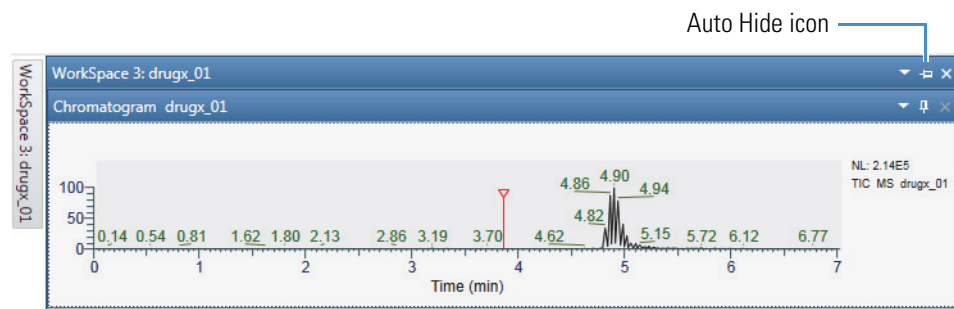 Auto Hide icon
WorkSpace 3: drugx_01
WorkSpace 3: drugx_01
Chromatogram drugx_01
NL: 2.14E5
TIC MS drugx_01
4.86 4.90 4.94
100
4.82
50
0.14 0.54 0.81 1.62 1.80 2.13 2.86 3.19 3.70 4.62 5.15 5.72 6.12 6.77
0
0 1 2 3 4 5 6 7
Time (min)